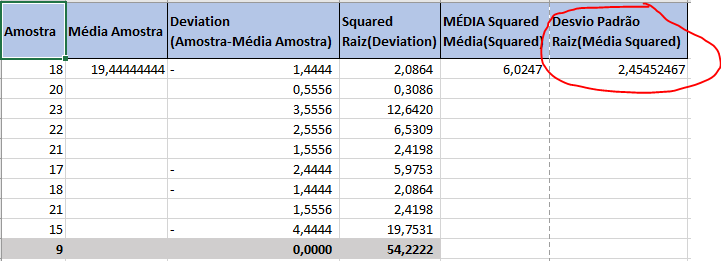 Amostra Média Amostra Deviation (Amostra-Média Amostra) Squared Raiz(Deviation) MÉDIA Squared Média(Squared) Desvio Padrão Raiz(Média Squared)
18 19,44444444 - 1,4444 2,0864 6,0247 2,45452467
20 0,5556 0,3086
23 3,5556 12,6420
22 2,5556 6,5309
21 1,5556 2,4198
17 - 2,4444 5,9753
18 - 1,4444 2,0864
21 1,5556 2,4198
15 - 4,4444 19,7531
9 0,0000 54,2222